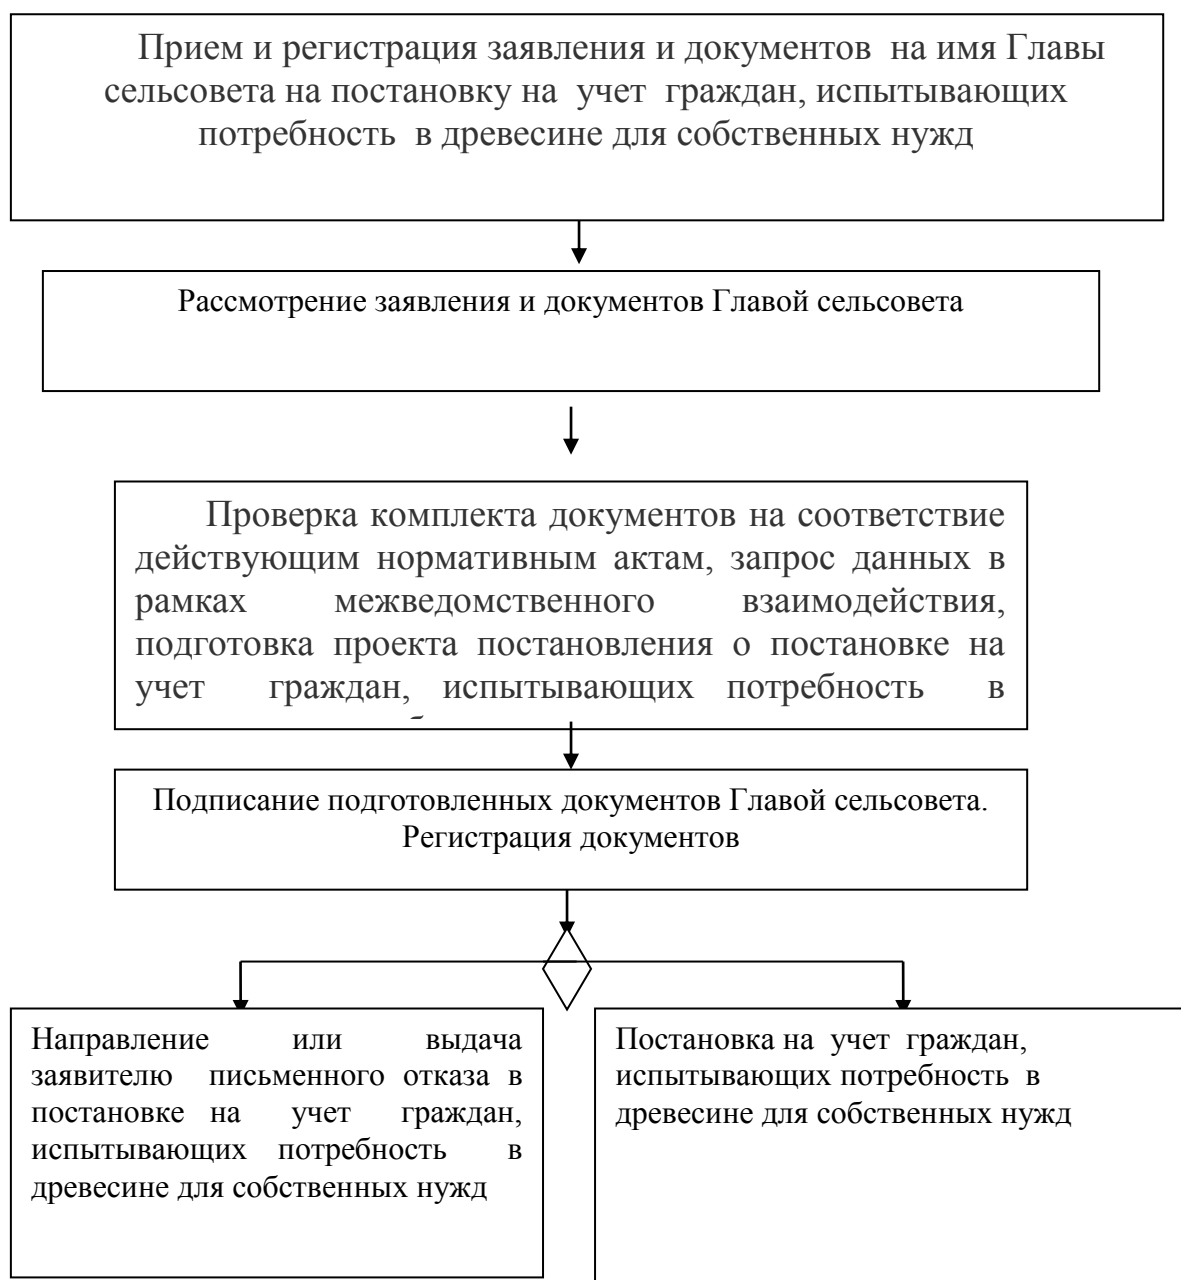 Прием и регистрация заявления и документов на имя Главы
сельсовета на постановку на учет граждан, испытывающих
потребность в древесине для собственных нужд
Рассмотрение заявления и документов Главой сельсовета
Проверка комплекта документов на соответствие
действующим нормативным актам, запрос данных в
рамках межведомственного взаимодействия,
подготовка проекта постановления о постановке на
учет граждан, испытывающих потребность в
Подписание подготовленных документов Главой сельсовета.
Регистрация документов
Направление или выдача
заявителю письменного отказа в
постановке на учет граждан,
испытывающих потребность в
древесине для собственных нужд
Постановка на учет граждан,
испытывающих потребность в
древесине для собственных нужд